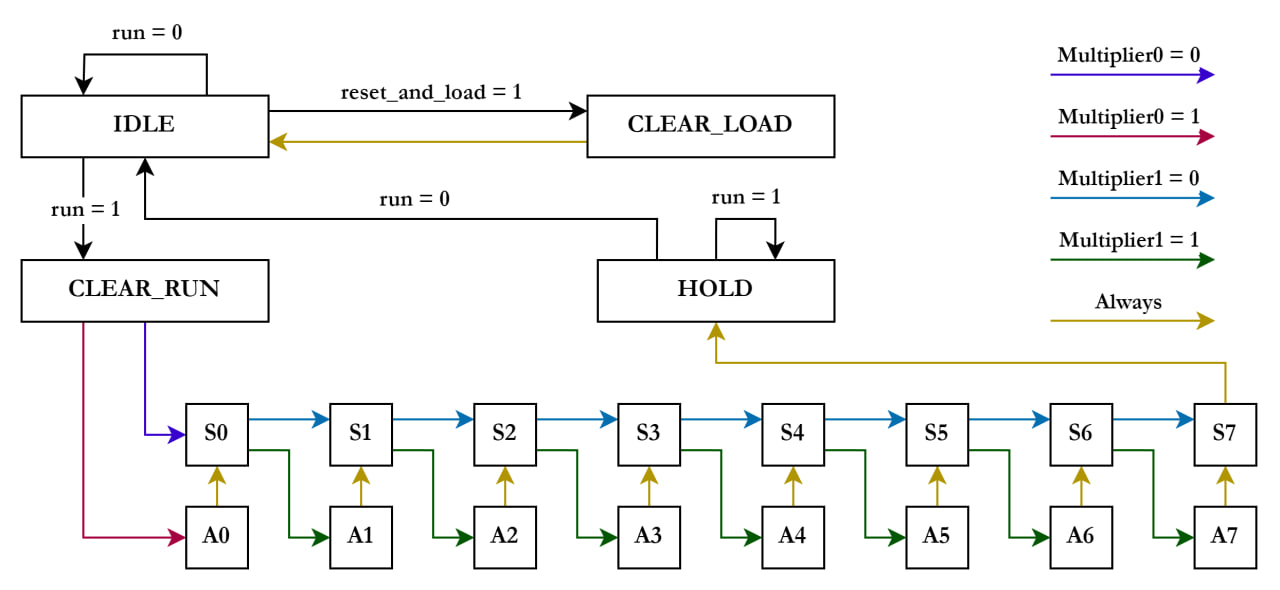 run = 0
Multiplier0 = 0
reset_and_load = 1
IDLE
CLEAR_LOAD
Multiplier0 = 1
Multiplier1 = 0
run = 1
run = 0
run = 1
Multiplier1 = 1
CLEAR_RUN
HOLD
Always
S0
S1
S2
S3
S4
S5
S6
S7
A0
A1
A2
A3
A4
A5
A6
A7